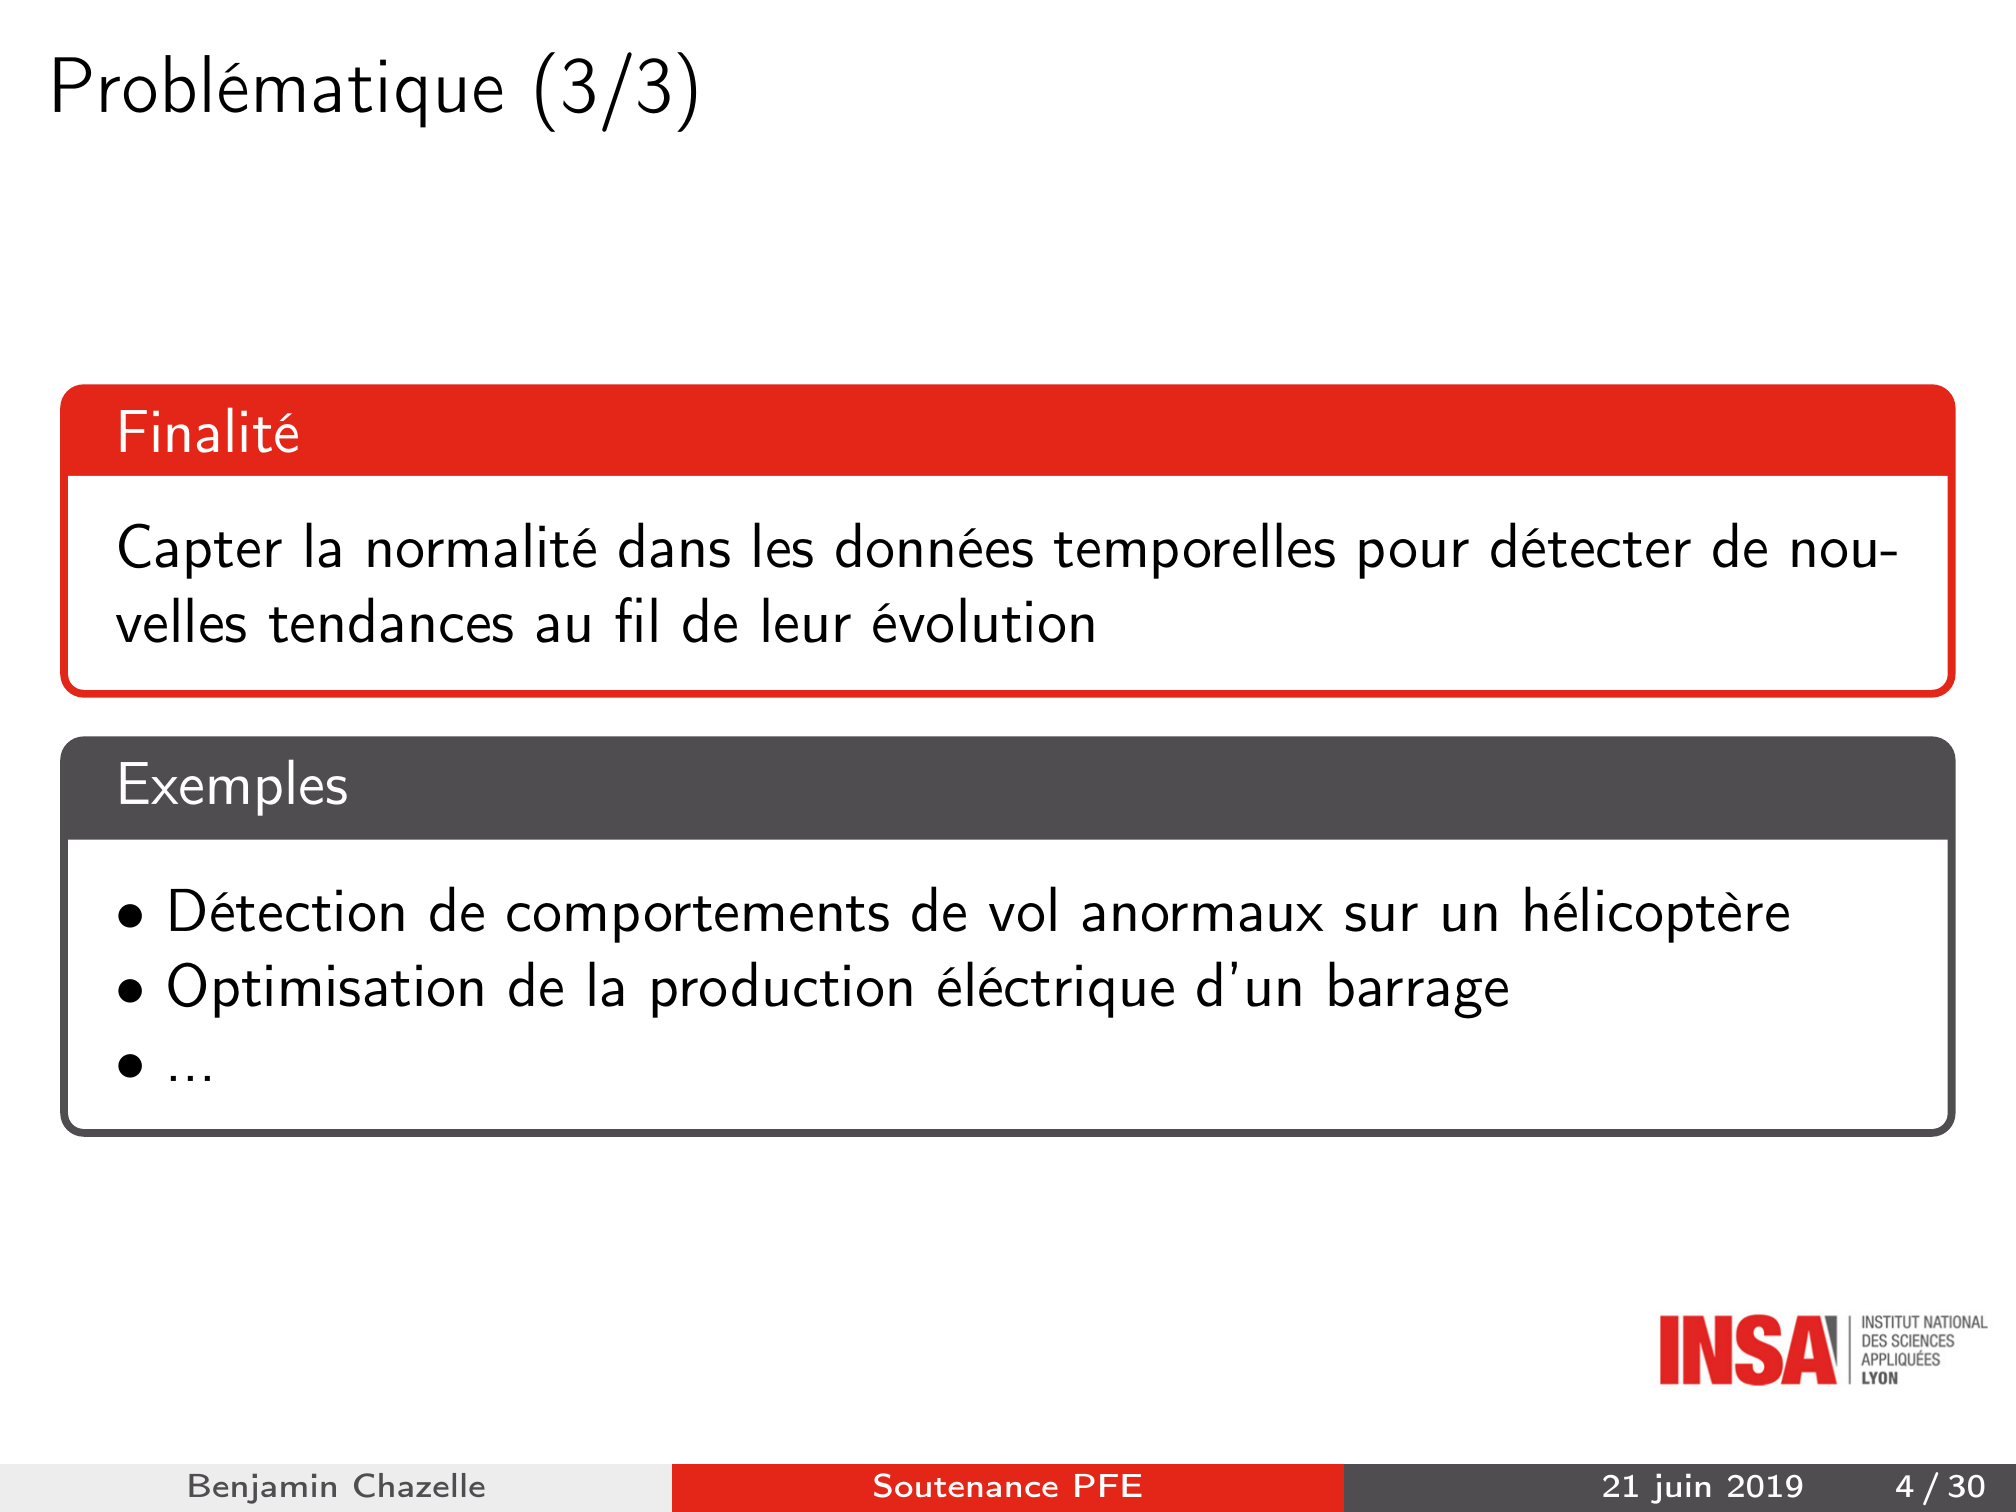 Problématique (3/3)
Finalité
Capter la normalité dans les données temporelles pour détecter de nou-
velles tendances au fil de leur évolution
Exemples
• Détection de comportements de vol anormaux sur un hélicoptère
• Optimisation de la production éléctrique d'un barrage
• ...
INSA
INSTITUT NATIONAL
DES SCIENCES
APPLIQUÉES
LYON
Benjamin Chazelle Soutenance PFE 21 juin 2019 4 / 30